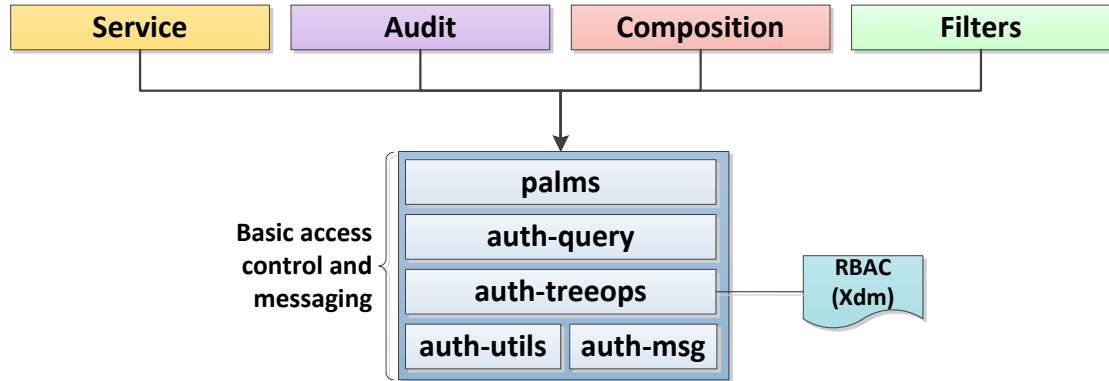 Service
Audit
Composition
Filters
palms
auth-query
auth-treeops
auth-utils
auth-msg
Basic access
control and
messaging
RBAC
(Xdm)